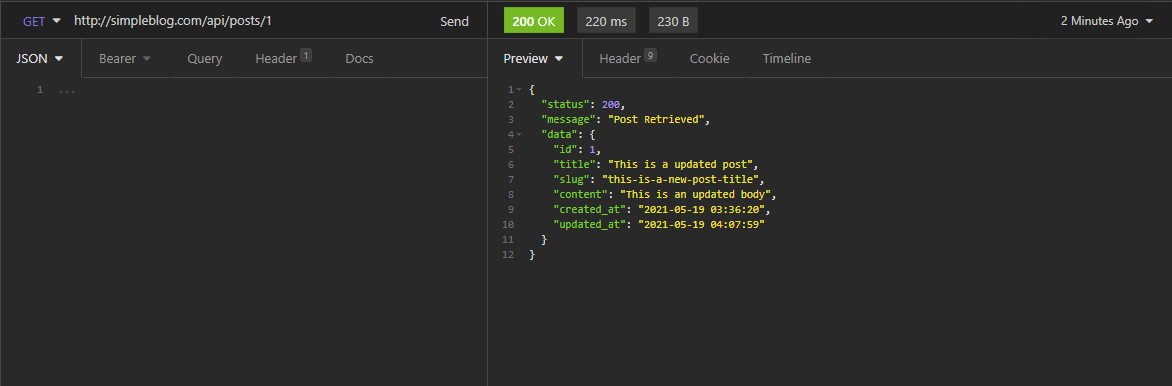 GET http://simpleblog.com/api/posts/1 Send 200 OK 220 ms 230 B 2 Minutes Ago
JSON Bearer Query Header 1 Docs Preview Header 9 Cookie Timeline
1 ...
1 {
2 "status": 200,
3 "message": "Post Retrieved",
4 "data": {
5 "id": 1,
6 "title": "This is a updated post",
7 "slug": "this-is-a-new-post-title",
8 "content": "This is an updated body",
9 "created_at": "2021-05-19 03:36:20",
10 "updated_at": "2021-05-19 04:07:59"
11 }
12 }